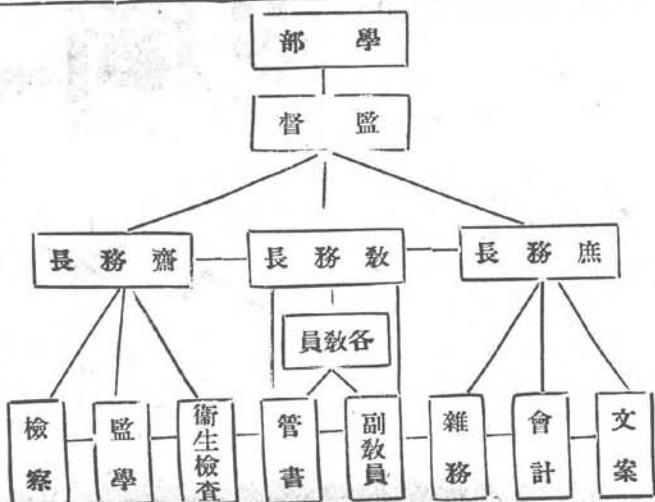 學部
監督
庶務長
教務長
齋務長
各教員
文案
會計
雜務
副教員
管書
衞生檢查
監學
檢察